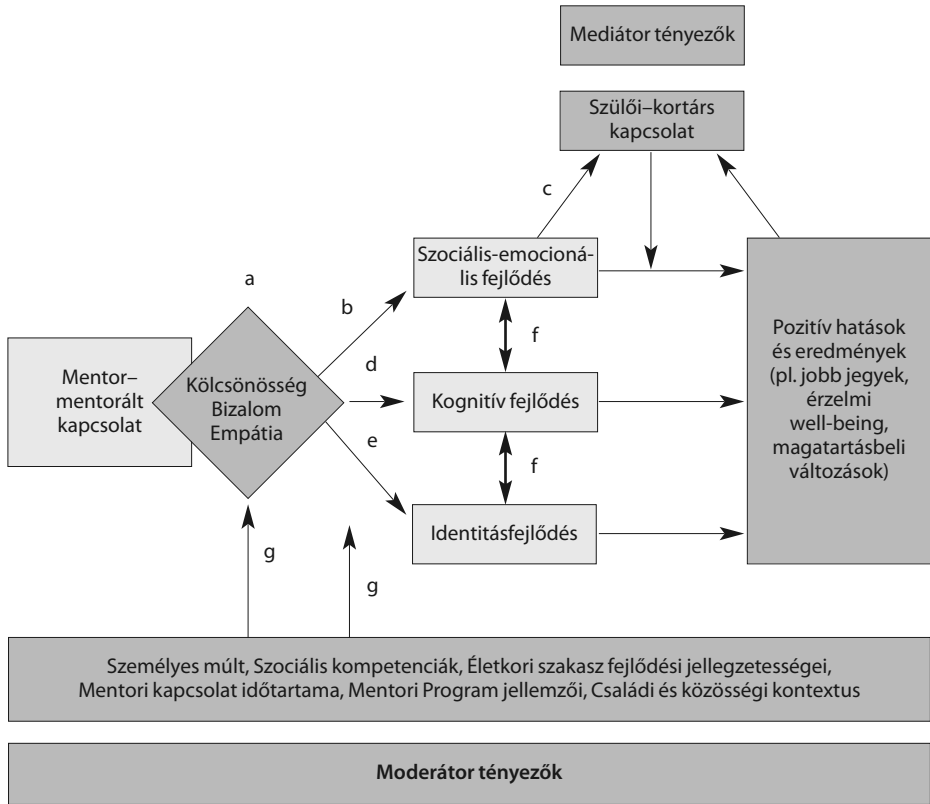 Mediátor tényezők
Szülői–kortárs
kapcsolat
c
Szociális-emocioná-
lis fejlődés
a
b
f
d
Mentor–
mentorált
kapcsolat
Kölcsönösség
Bizalom
Empátia
Kognitív fejlődés
e
f
Identitásfejlődés
Pozitív hatások
és eredmények
(pl. jobb jegyek,
érzelmi
well-being,
magatartásbeli
változások)
g
g
Személyes múlt, Szociális kompetenciák, Életkori szakasz fejlődési jellegzetességei,
Mentori kapcsolat időtartama, Mentori Program jellemzői, Családi és közösségi kontextus
Moderátor tényezők